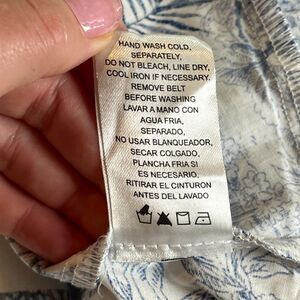 HAND WASH COLD,
SEPARATELY,
DO NOT BLEACH, LINE DRY,
COOL IRON IF NECESSARY.
REMOVE BELT
BEFORE WASHING
LAVAR A MANO CON
AGUA FRIA,
SEPARADO,
NO USAR BLANQUEADOR,
SECAR COLGADO,
PLANCHA FRIA SI
ES NECESARIO,
RITIRAR EL CINTURON
ANTES DEL LAVADO